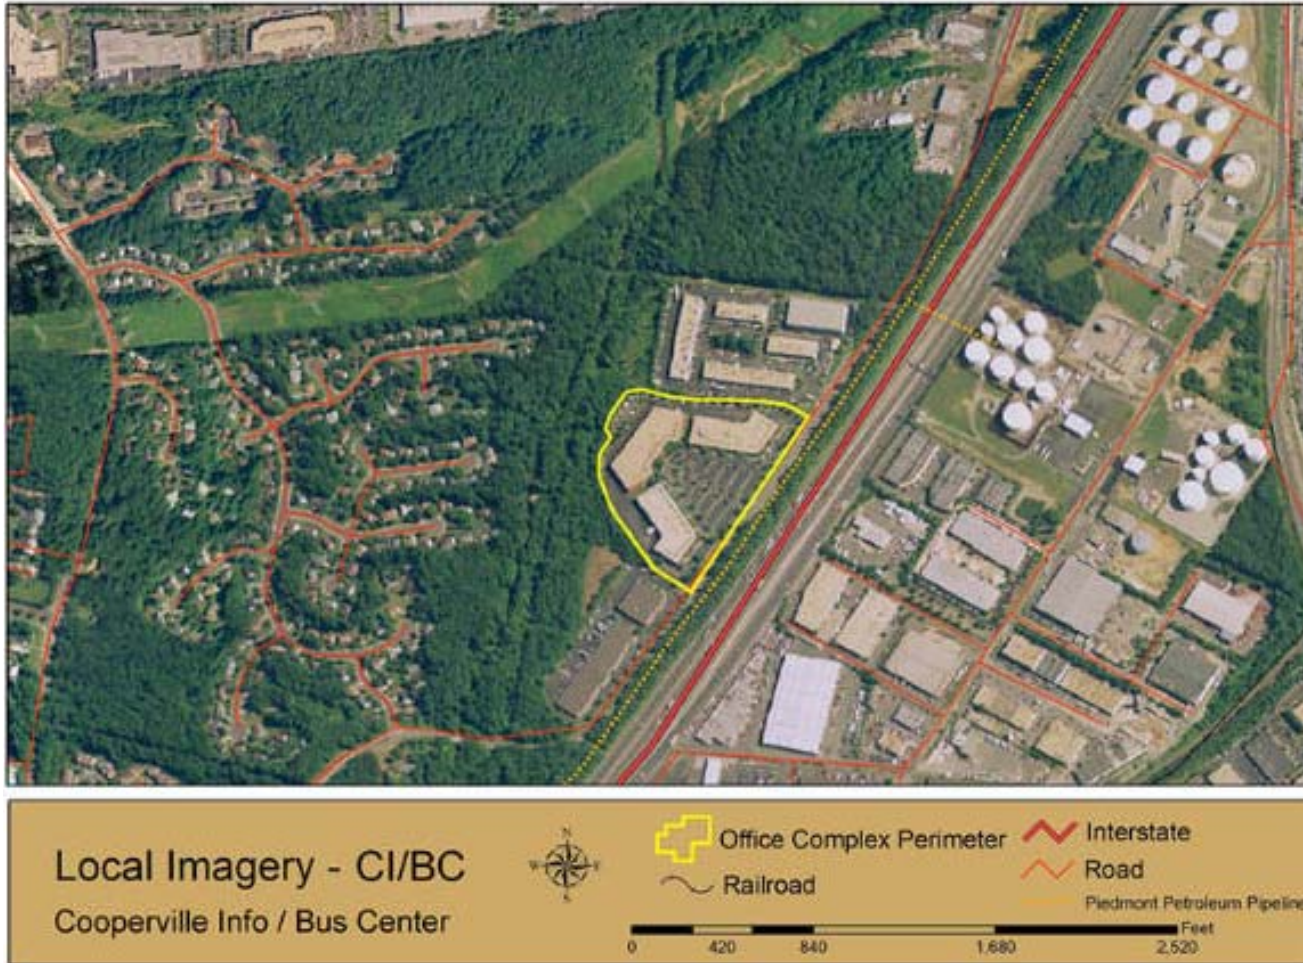 Local Imagery - CI/BC
Cooperville Info / Bus Center
N
W E
S
Office Complex Perimeter
Railroad
Interstate
Road
Piedmont Petroleum Pipeline
Feet
0 420 840 1,680 2,520